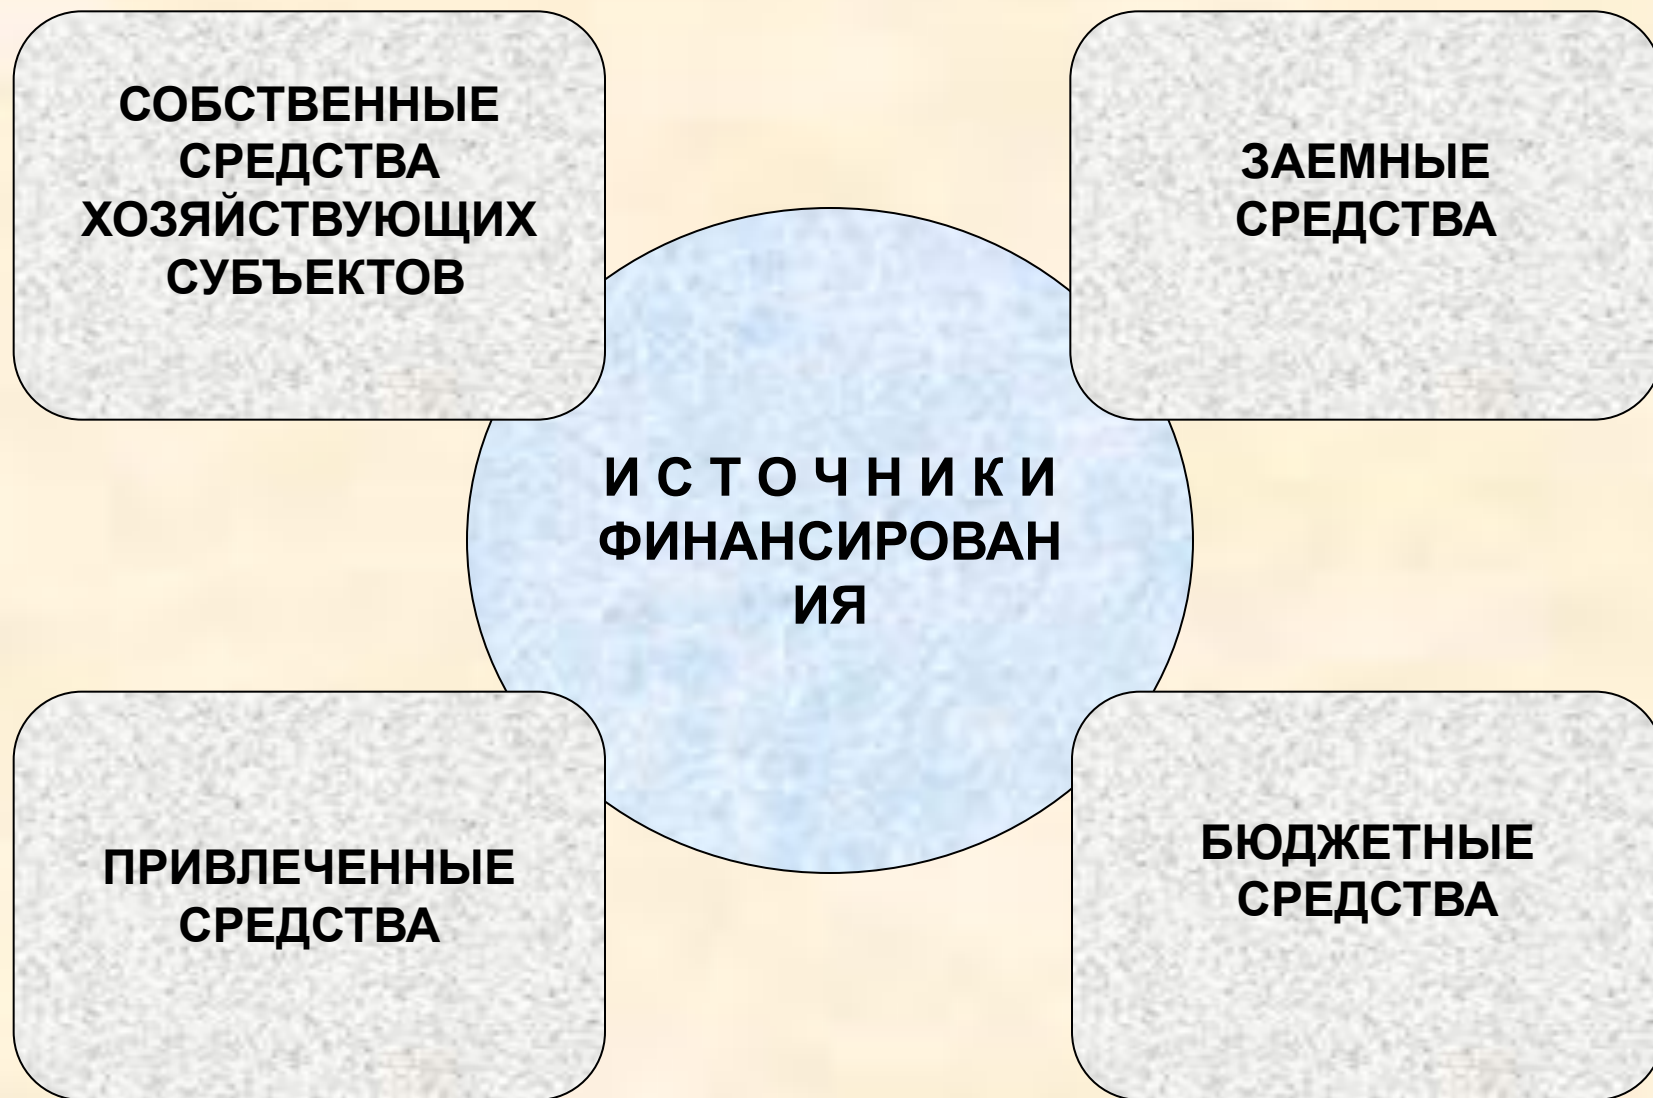 СОБСТВЕННЫЕ
СРЕДСТВА
ХОЗЯЙСТВУЮЩИХ
СУБЪЕКТОВ
ЗАЕМНЫЕ
СРЕДСТВА
И С Т О Ч Н И К И
ФИНАНСИРОВАН
ИЯ
ПРИВЛЕЧЕННЫЕ
СРЕДСТВА
БЮДЖЕТНЫЕ
СРЕДСТВА